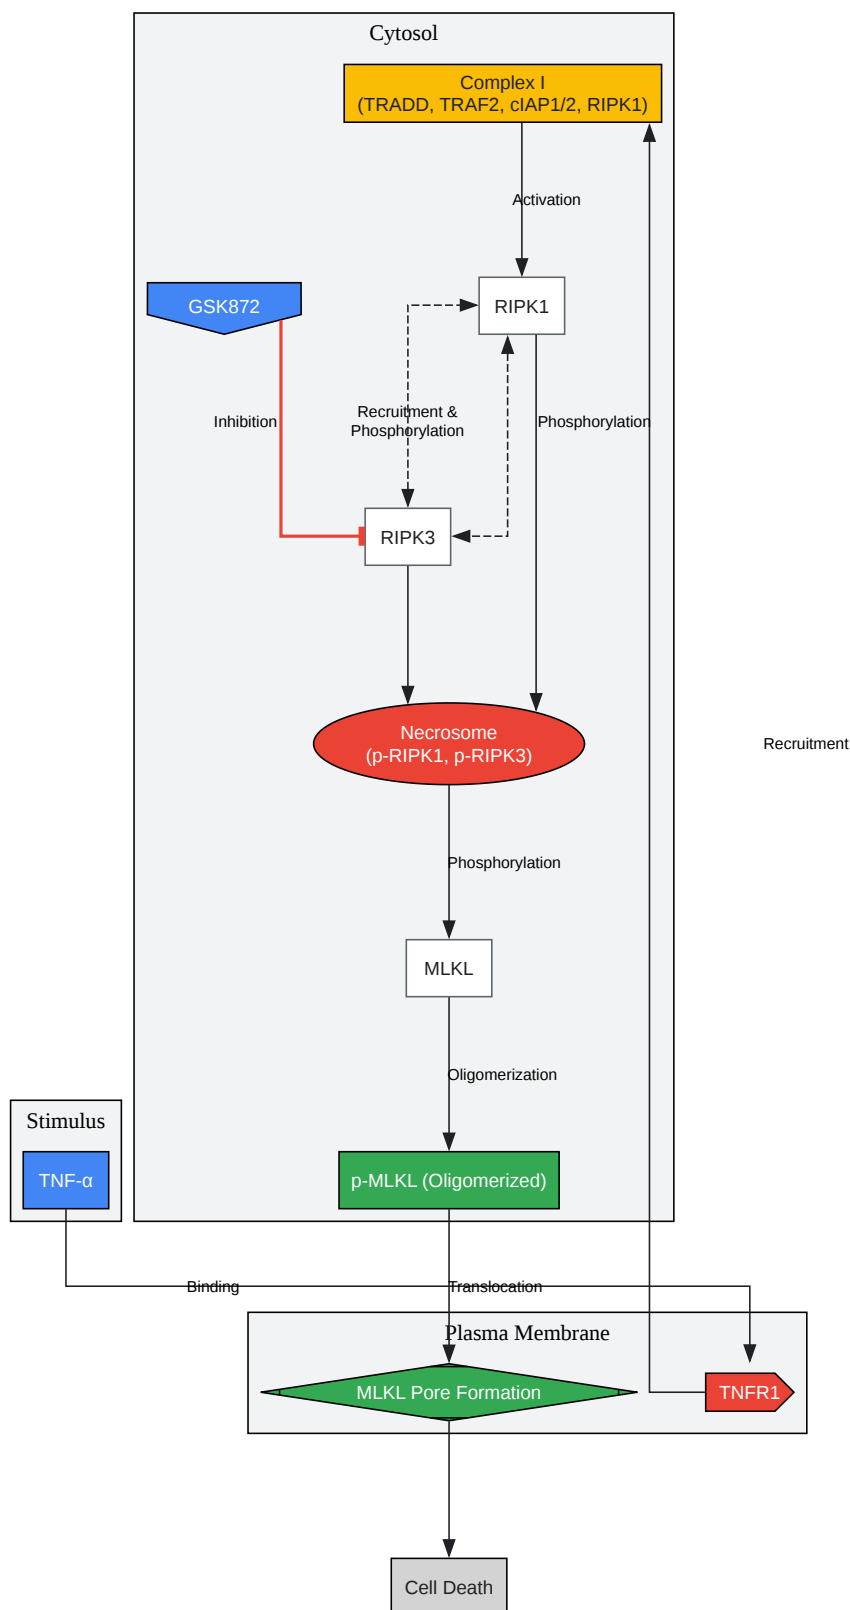 Cytosol
Complex I
(TRADD, TRAF2, cIAP1/2, RIPK1)
Activation
GSK872
RIPK1
Inhibition
Recruitment &
Phosphorylation
Phosphorylation
RIPK3
Necrosome
(p-RIPK1, p-RIPK3)
Recruitment
Phosphorylation
MLKL
Oligomerization
Stimulus
TNF-α
p-MLKL (Oligomerized)
Binding
Translocation
Plasma Membrane
MLKL Pore Formation
TNFR1
Cell Death